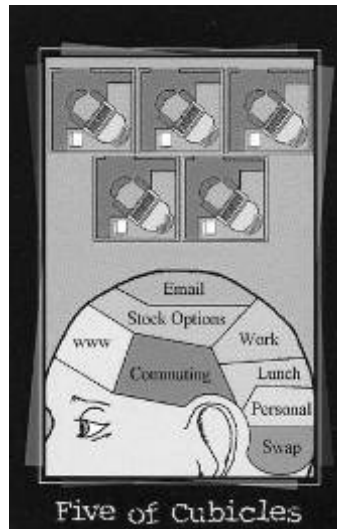 Email
Stock Options
www
Work
Commuting
Lunch
Personal
Swap
Five of Cubicles